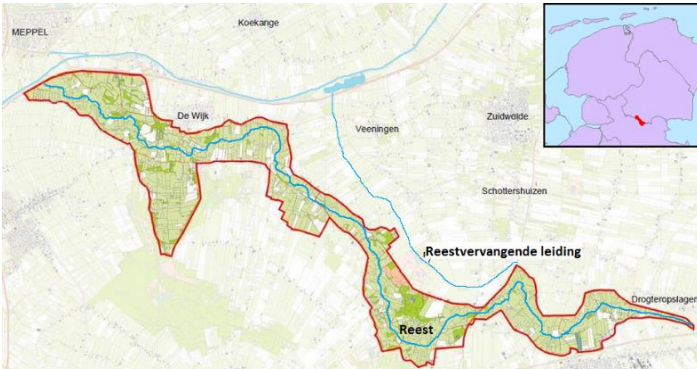 Koekange
MEPPEL
De Wijk
Veeningen
Zuidwolde
Schottershuizen
Reestvervangende leiding
Drogteropslagen
Reest